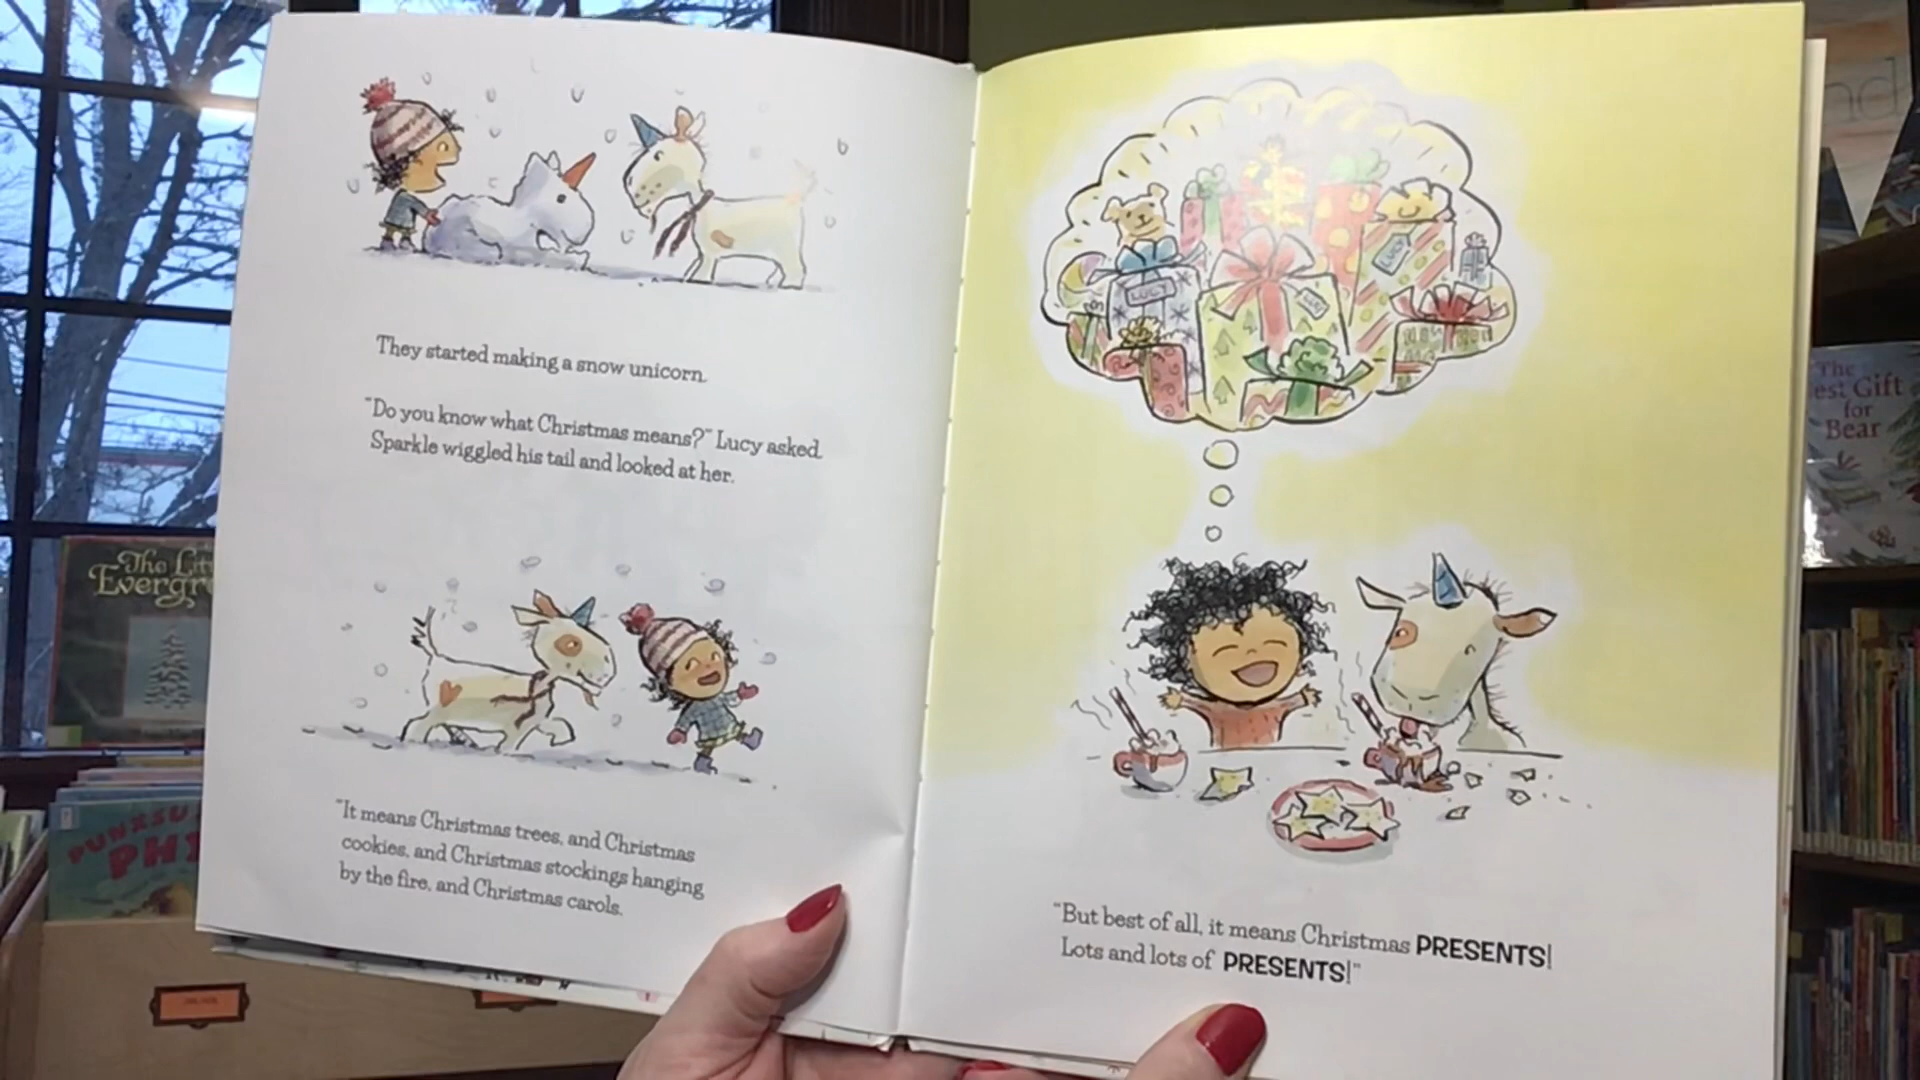 They started making a snow unicorn.
"Do you know what Christmas means?" Lucy asked.
Sparkle wiggled his tail and looked at her.
"It means Christmas trees, and Christmas
cookies, and Christmas stockings hanging
by the fire, and Christmas carols.
LUCY
LUCY
"But best of all, it means Christmas PRESENTS!
Lots and lots of PRESENTS!"
The
Gift
for
Bear
The